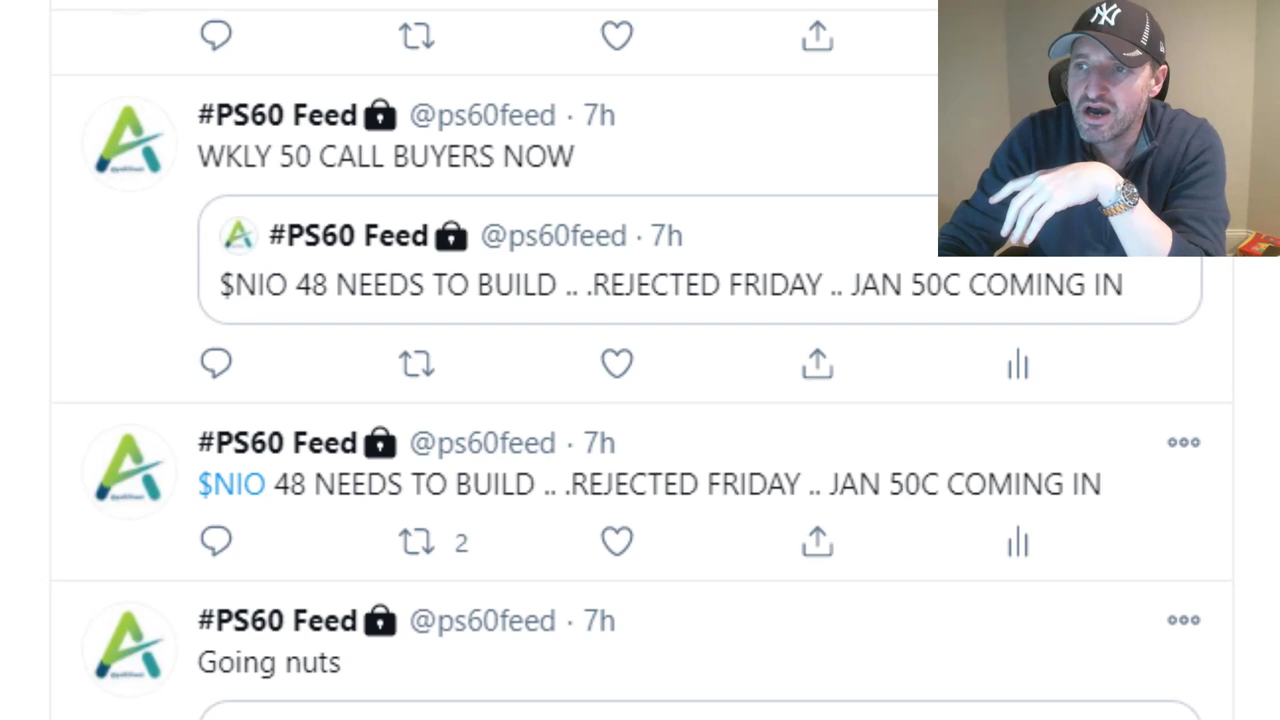 #PS60 Feed @ps60feed · 7h
WKLY 50 CALL BUYERS NOW
#PS60 Feed @ps60feed · 7h
$NIO 48 NEEDS TO BUILD .. .REJECTED FRIDAY .. JAN 50C COMING IN
#PS60 Feed @ps60feed · 7h
$NIO 48 NEEDS TO BUILD .. .REJECTED FRIDAY .. JAN 50C COMING IN
2
#PS60 Feed @ps60feed · 7h
Going nuts